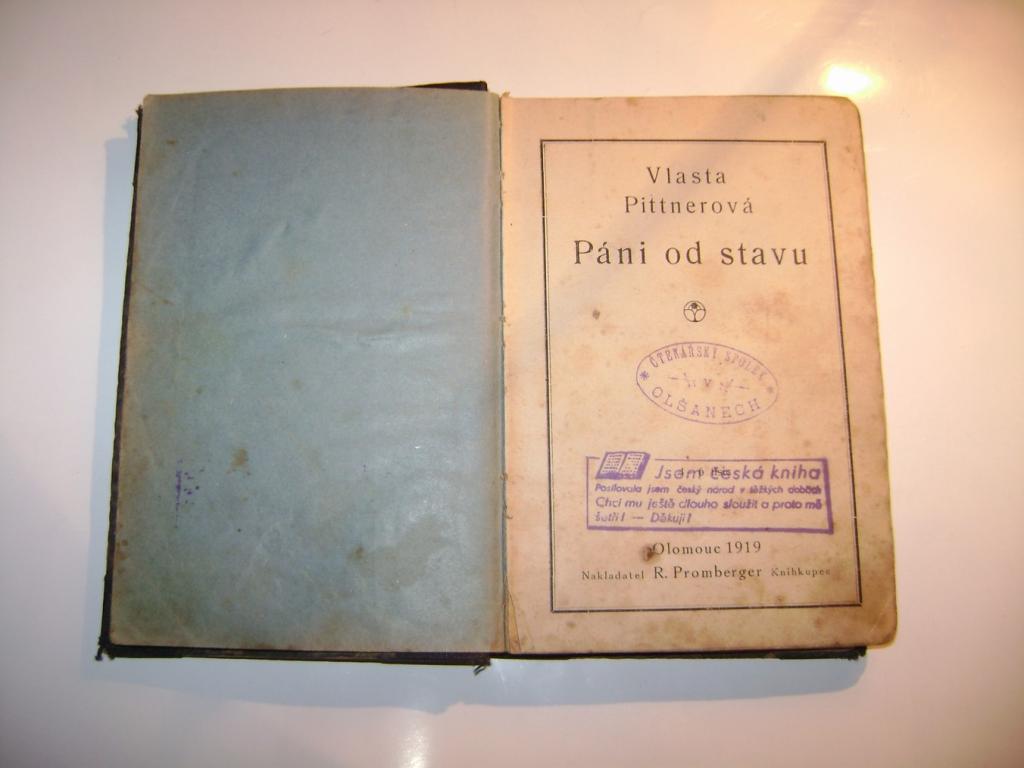 Vlasta
Pittnerová
Páni od stavu
ČTENÁŘSKÝ SPOLEK
V
OLŠANECH
Jsem česká kniha
Posilovala jsem český národ v těžkých dobách
Chci mu ještě dlouho sloužit a proto mě
šetři! — Děkuji!
Olomouc 1919
Nakladatel R. Promberger Knihkupec